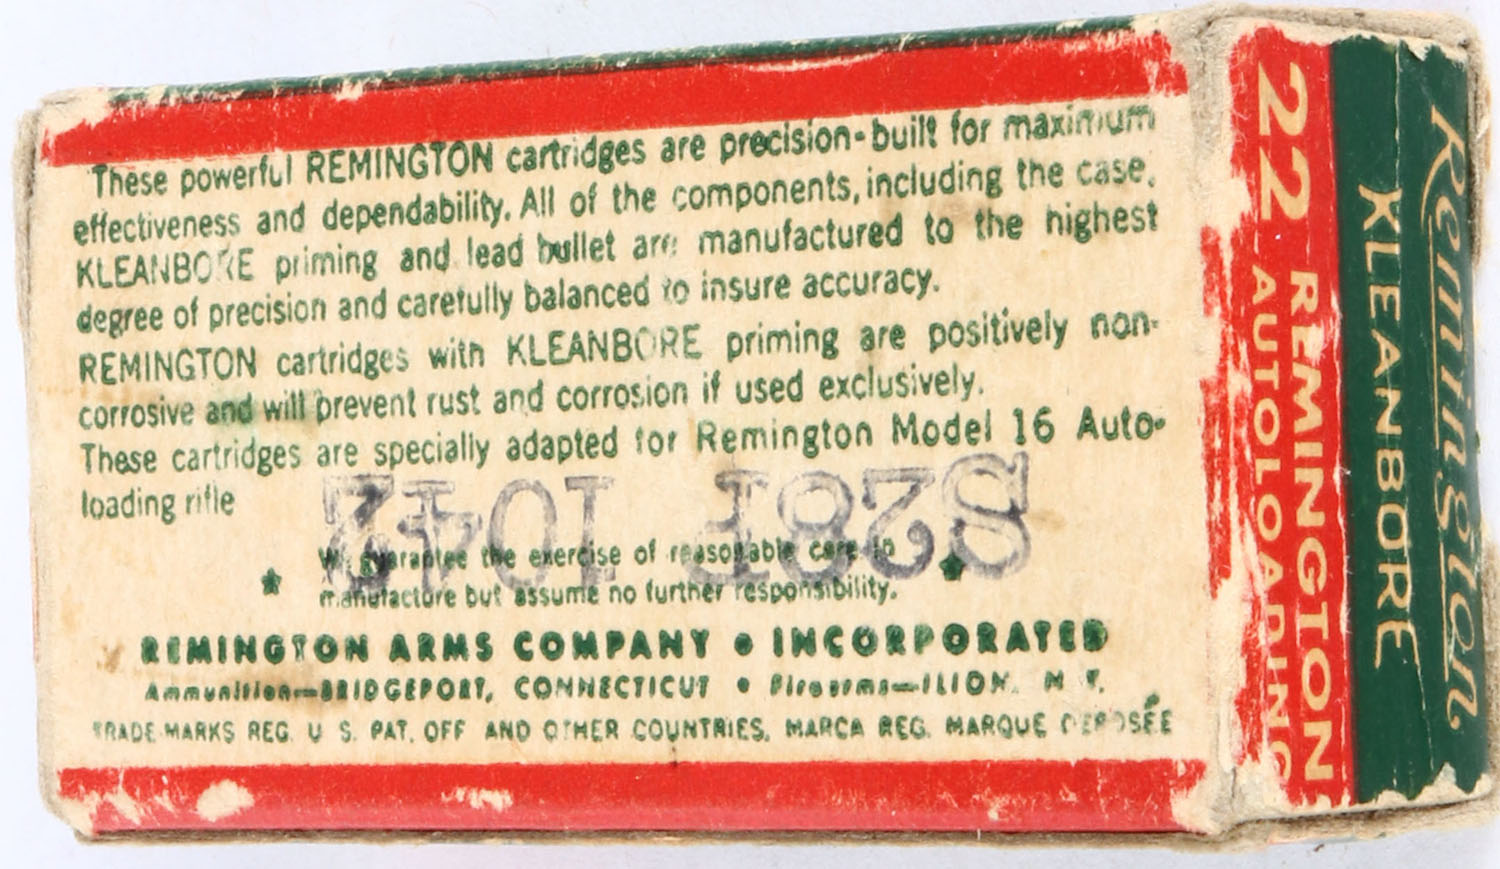 These powerful REMINGTON cartridges are precision-built for maximum
effectiveness and dependability. All of the components, including the case,
KLEANBORE priming and lead bullet are manufactured to the highest
degree of precision and carefully balanced to insure accuracy.
REMINGTON cartridges with KLEANBORE priming are positively non-
corrosive and will prevent rust and corrosion if used exclusively.
These cartridges are specially adapted for Remington Model 16 Auto-
loading rifle
We guarantee the exercise of reasonable care in
manufacture but assume no further responsibility.
REMINGTON ARMS COMPANY • INCORPORATED
Ammunition—BRIDGEPORT, CONNECTICUT • Firearms—ILION, N. Y.
TRADE MARKS REG. U. S. PAT. OFF. AND OTHER COUNTRIES. MARCA REG. MARQUE DEPOSÉE
22 REMINGTON
AUTOLOADING
Remington
KLEANBORE